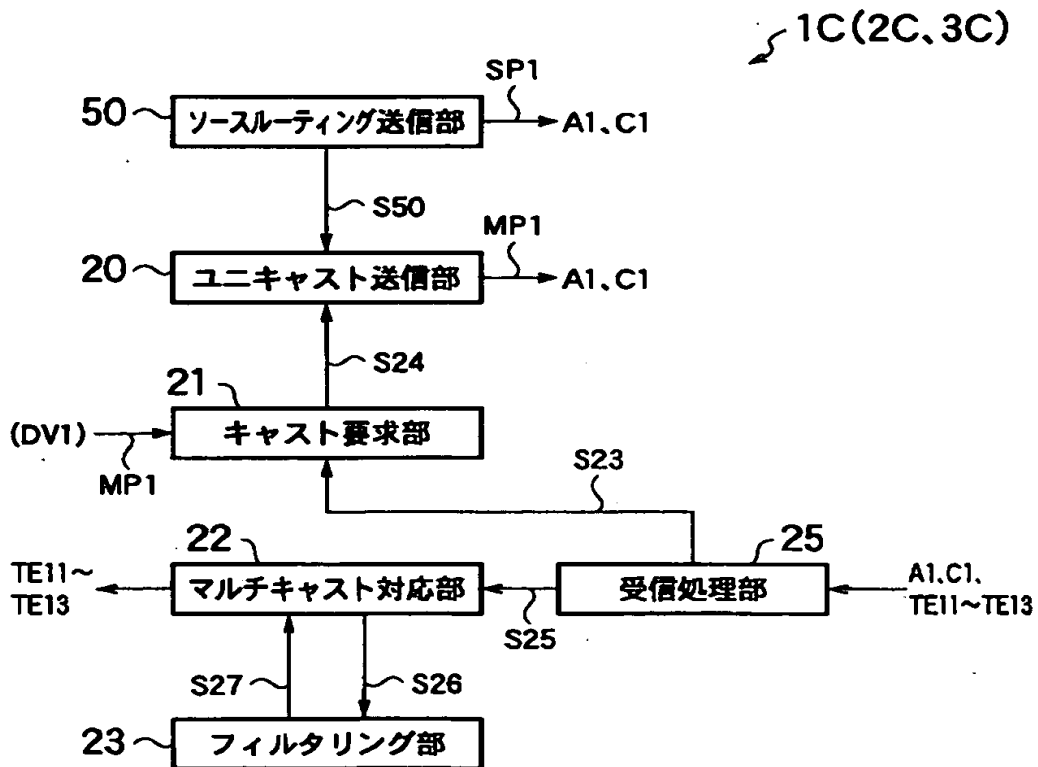 1C(2C、3C)
SP1
50 ソースルーティング送信部 A1、C1
S50
MP1
20 ユニキャスト送信部 A1、C1
S24
21
(DV1) キャスト要求部
MP1
S23
22 25
TE11～ マルチキャスト対応部 受信処理部 A1、C1、
TE13 TE11～TE13
S25
S27 S26
23 フィルタリング部